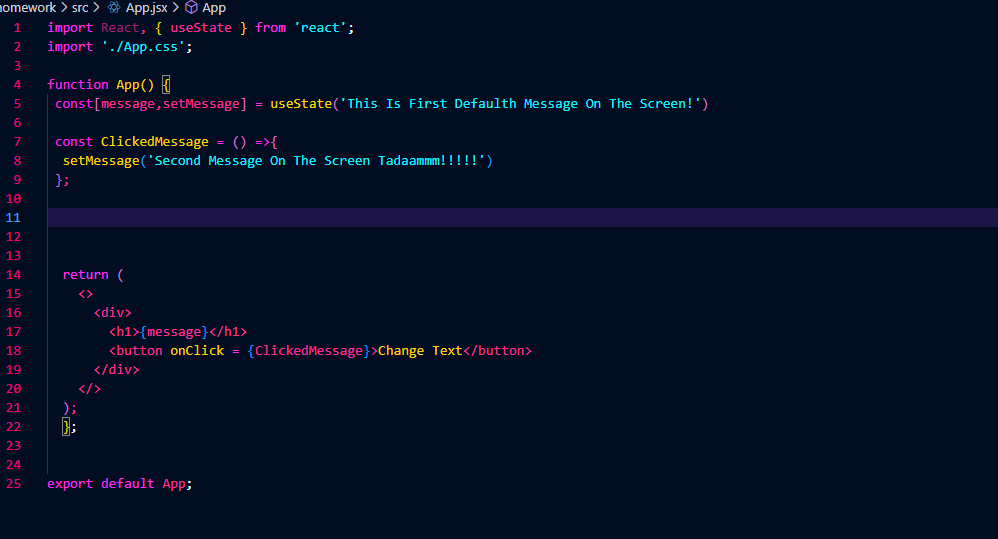 homework > src > App.jsx > App
1 import React, { useState } from 'react';
2 import './App.css';
3
4 function App() {
5 const[message,setMessage] = useState('This Is First Defaulth Message On The Screen!')
6
7 const ClickedMessage = () =>{
8 setMessage('Second Message On The Screen Tadaammm!!!!!')
9 };
10
11
12
13
14 return (
15 <>
16 <div>
17 <h1>{message}</h1>
18 <button onClick = {ClickedMessage}>Change Text</button>
19 </div>
20 </>
21 );
22 };
23
24
25 export default App;